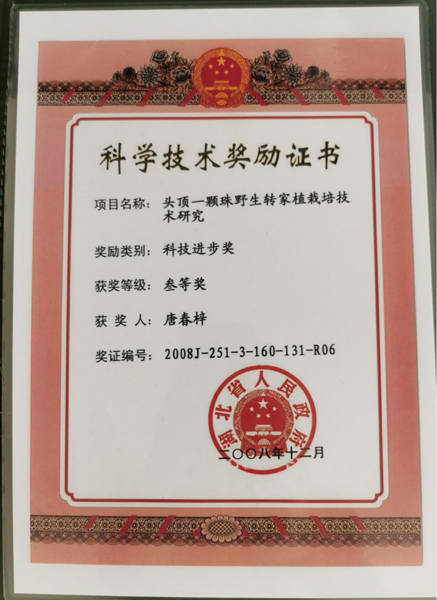 科学技术奖励证书
项目名称：头顶一颗珠野生转家植栽培技
术研究
奖励类别：科技进步奖
获奖等级：叁等奖
获奖人：唐春梓
奖证编号：2008J-251-3-160-131-R06
湖北省人民政府
二〇〇八年十二月